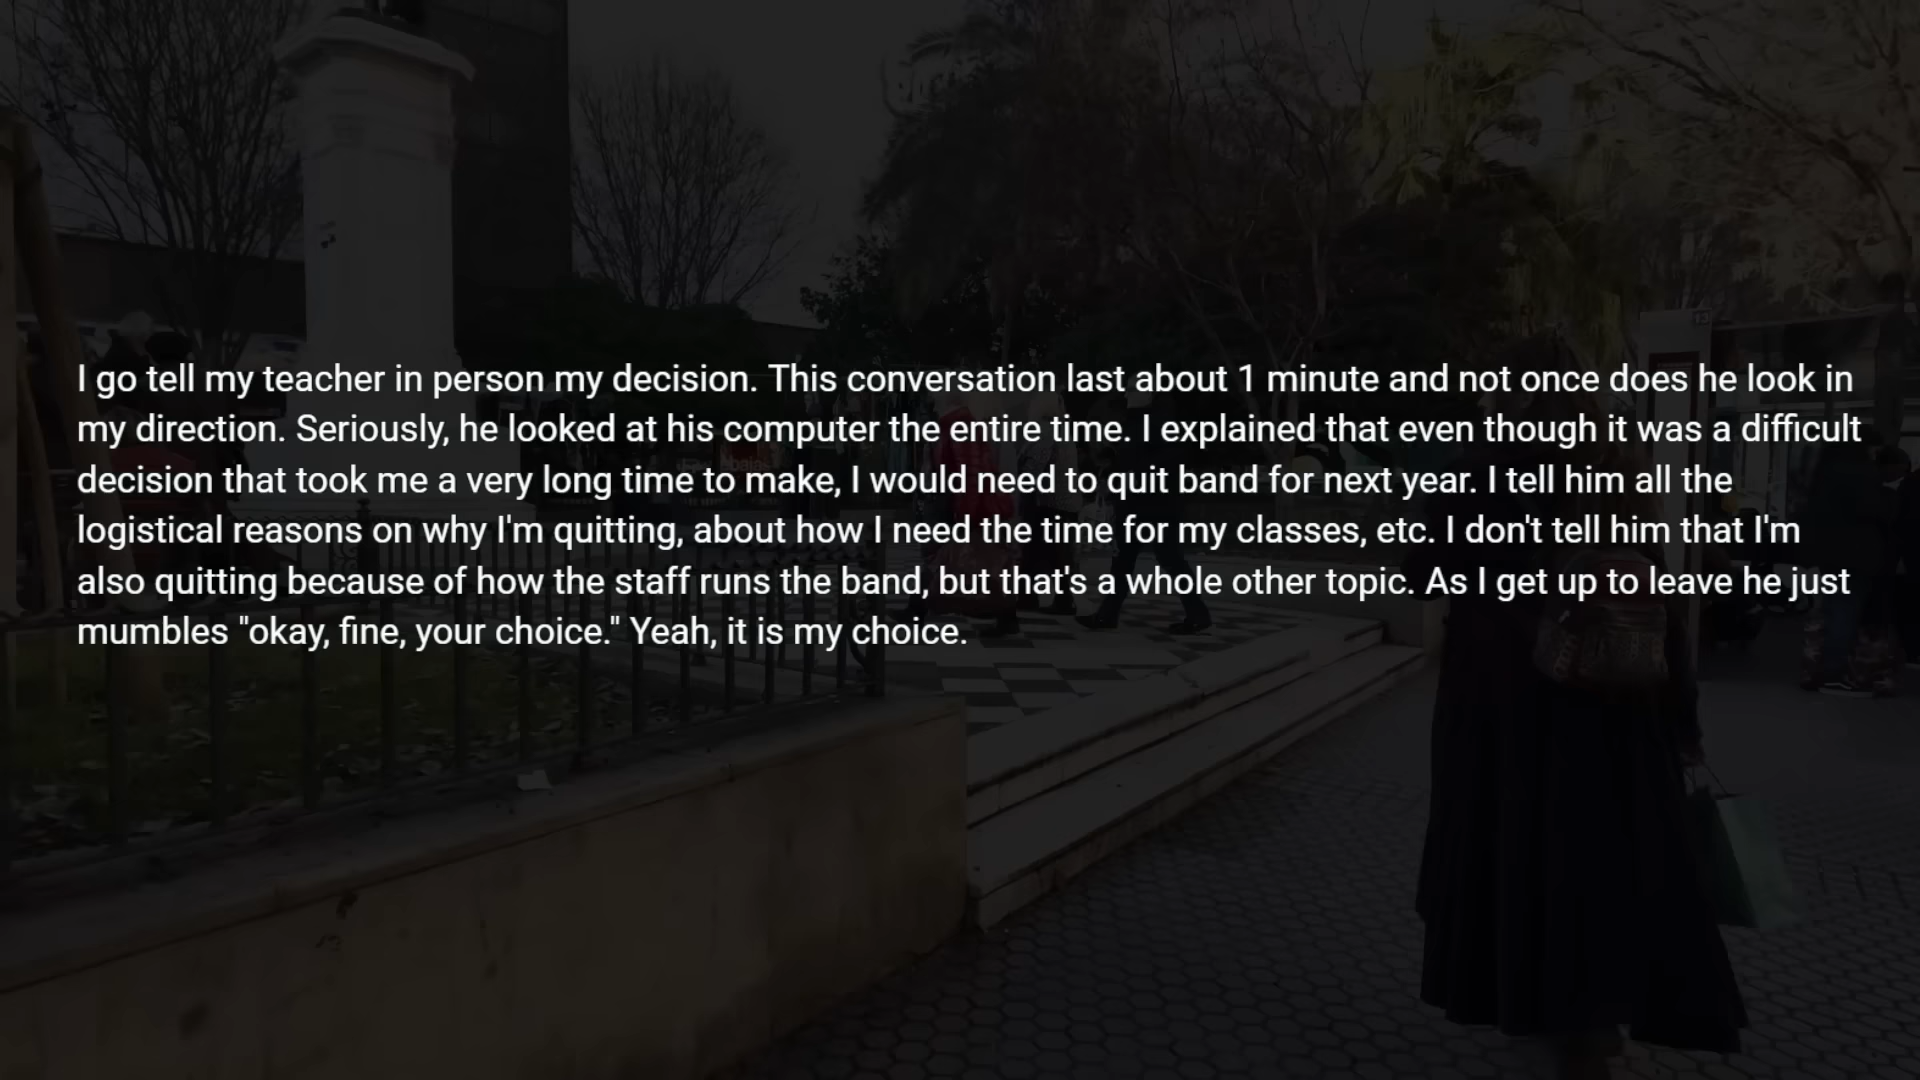 I go tell my teacher in person my decision. This conversation last about 1 minute and not once does he look in
my direction. Seriously, he looked at his computer the entire time. I explained that even though it was a difficult
decision that took me a very long time to make, I would need to quit band for next year. I tell him all the
logistical reasons on why I'm quitting, about how I need the time for my classes, etc. I don't tell him that I'm
also quitting because of how the staff runs the band, but that's a whole other topic. As I get up to leave he just
mumbles "okay, fine, your choice." Yeah, it is my choice.
13